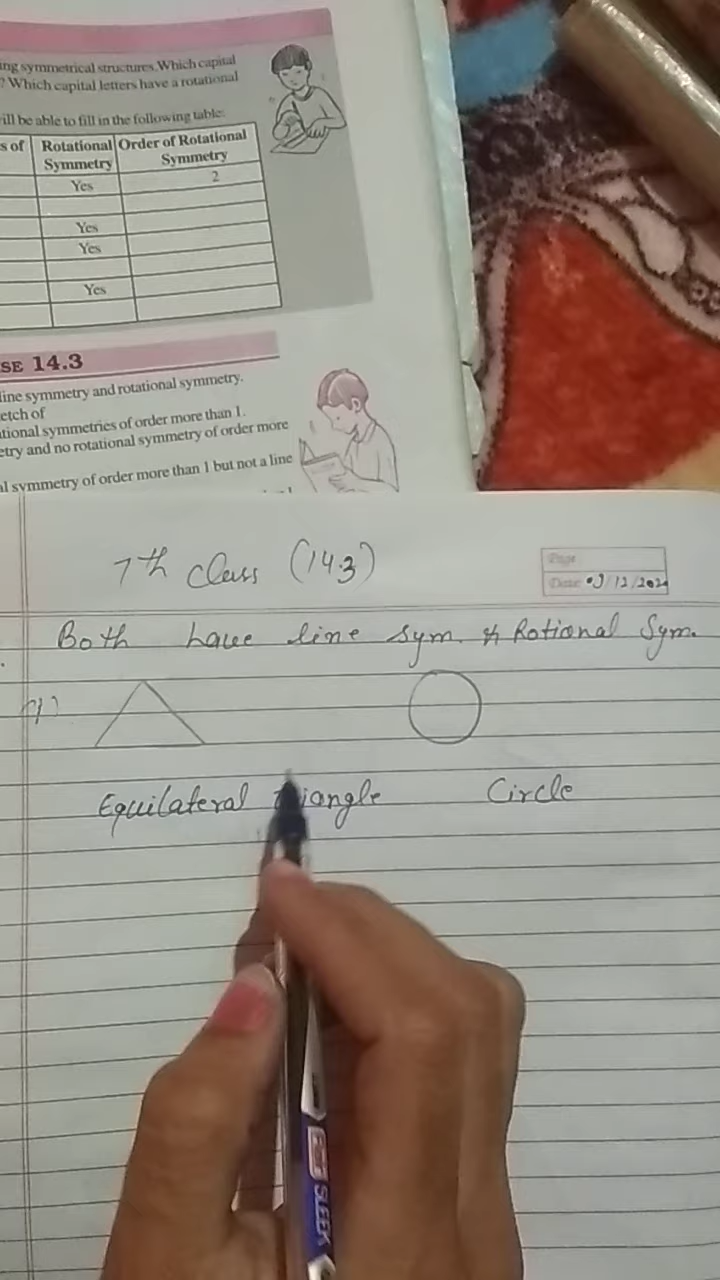 ing symmetrical structures. Which capital
? Which capital letters have a rotational
ill be able to fill in the following table:
s of Rotational Symmetry Order of Rotational Symmetry
Yes 2
Yes
Yes
Yes
SE 14.3
line symmetry and rotational symmetry.
etch of
ational symmetries of order more than 1.
etry and no rotational symmetry of order more
al symmetry of order more than 1 but not a line
7th class (14.3)
Page
Date
Both have line sym. & Rotional Sym.
Equilateral triangle Circle
SLEEK